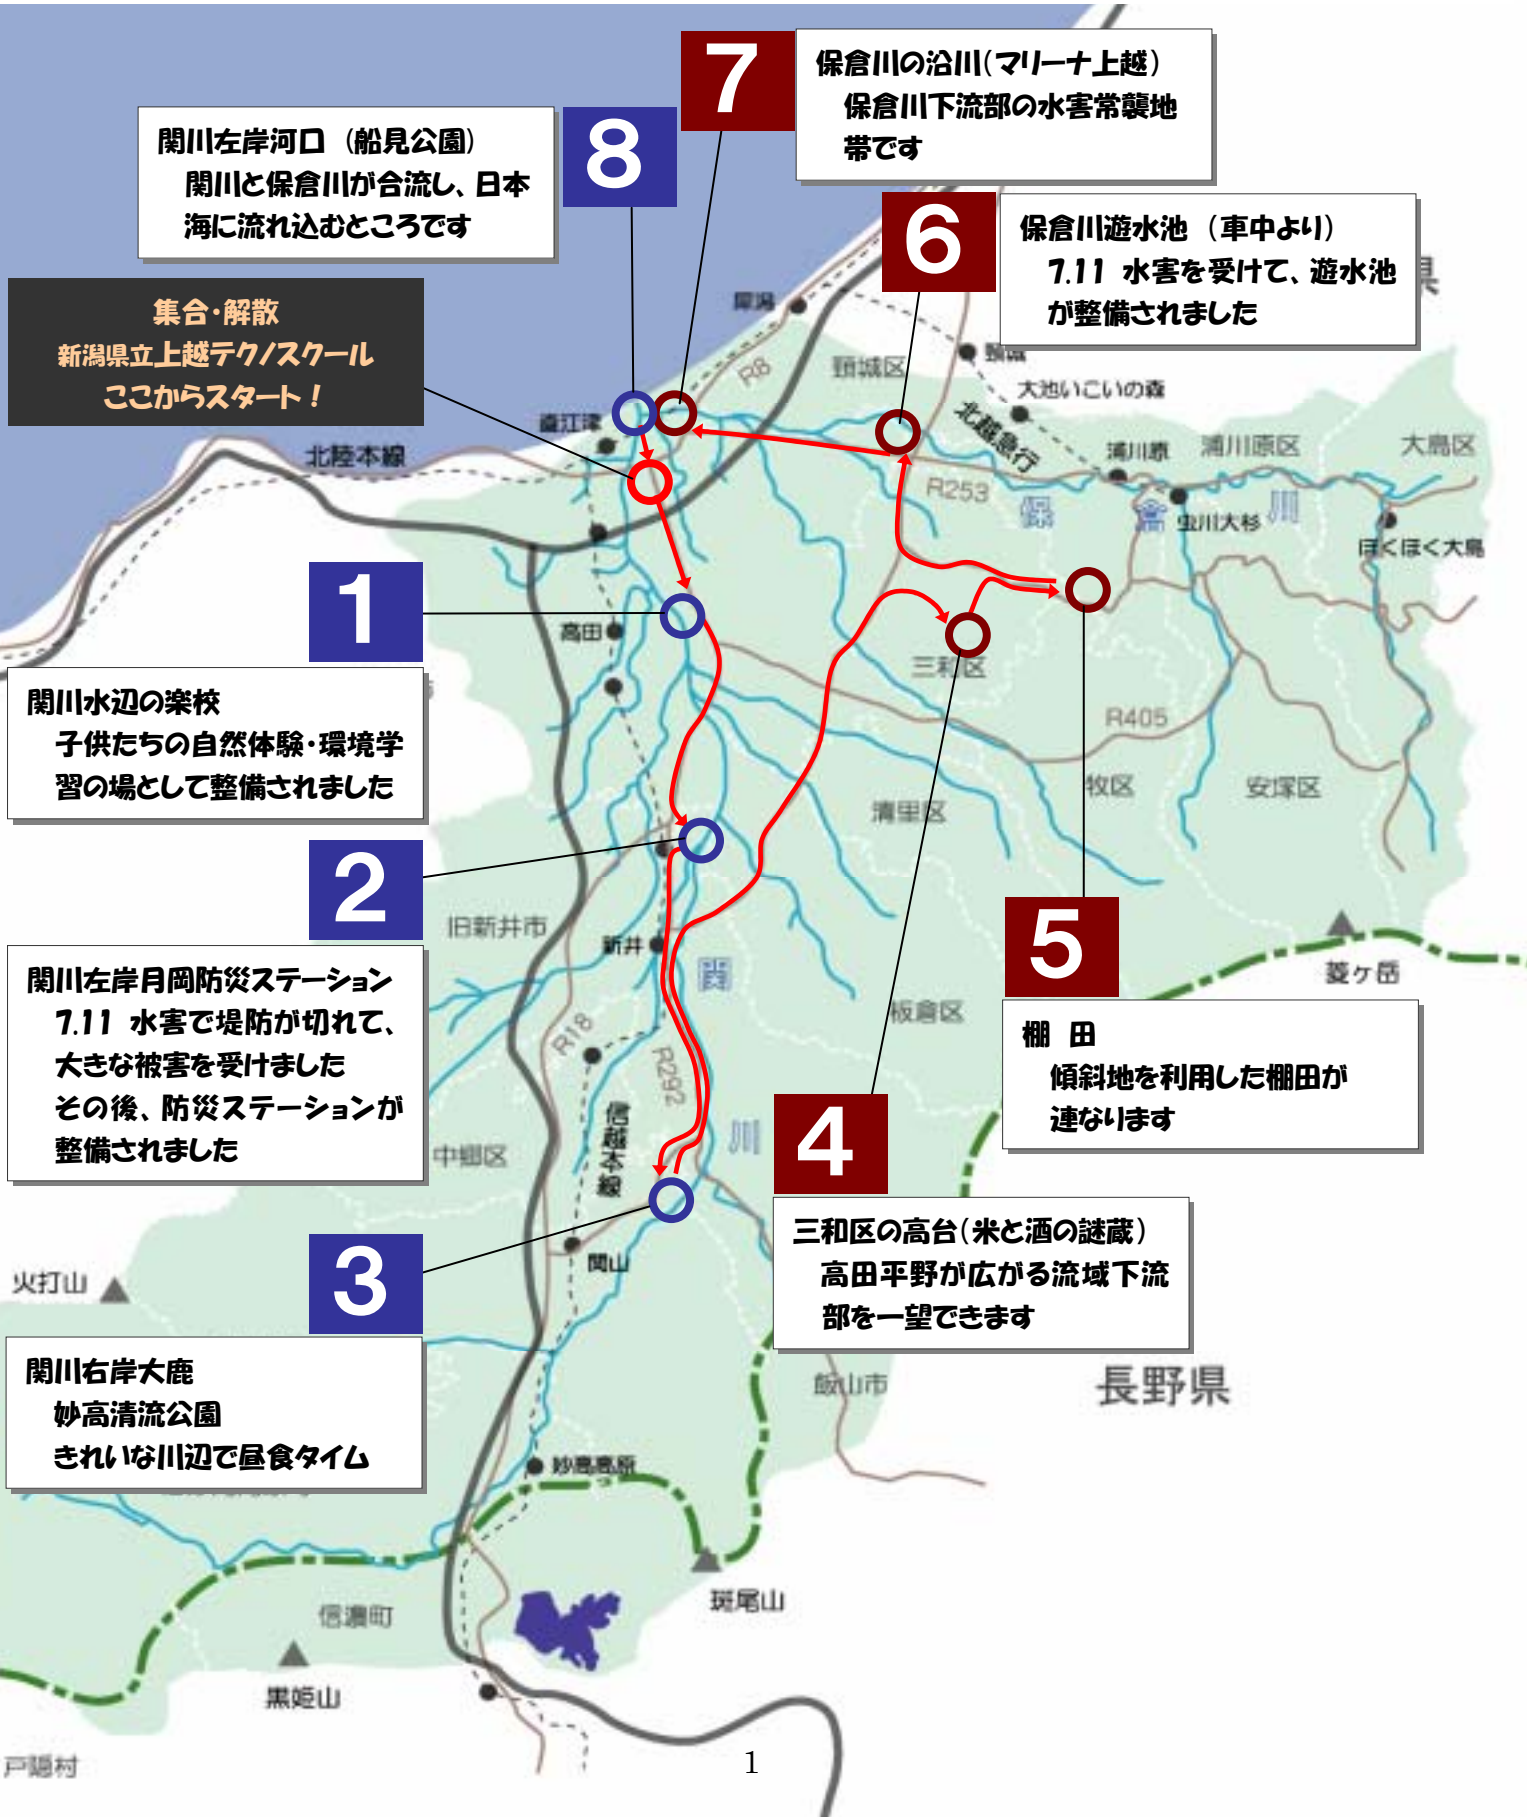 7
保倉川の沿川(マリーナ上越)
保倉川下流部の水害常襲地
帯です
8
関川左岸河口 (船見公園)
関川と保倉川が合流し、日本
海に流れ込むところです
6
保倉川遊水池 (車中より)
7.11 水害を受けて、遊水池
が整備されました
県
集合・解散
新潟県立上越テクノスクール
ここからスタート!
犀潟
R8
頸城区
頸城
大池いこいの森
北越急行
直江津
北陸本線
浦川原
浦川原区
大島区
R253
保
倉
川
虫川大杉
ほくほく大島
1
高田
三和区
R405
関川水辺の楽校
子供たちの自然体験・環境学
習の場として整備されました
牧区
安塚区
清里区
2
旧新井市
新井
関
川
5
菱ヶ岳
関川左岸月岡防災ステーション
7.11 水害で堤防が切れて、
大きな被害を受けました
その後、防災ステーションが
整備されました
板倉区
R18
R292
信越本線
中郷区
棚 田
傾斜地を利用した棚田が
連なります
4
三和区の高台(米と酒の謎蔵)
高田平野が広がる流域下流
部を一望できます
3
関山
火打山
関川右岸大鹿
妙高清流公園
きれいな川辺で昼食タイム
飯山市
長野県
妙高高原
斑尾山
信濃町
黒姫山
戸隠村
1